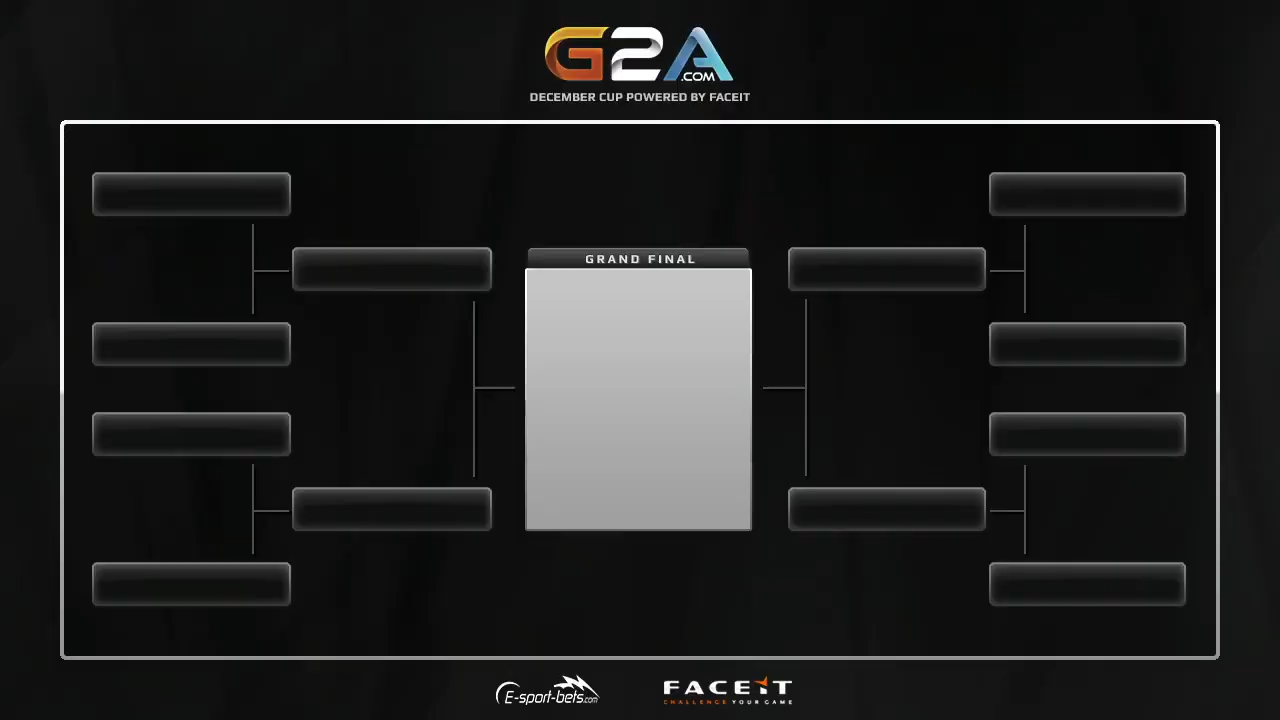 G2A
.COM
DECEMBER CUP POWERED BY FACEIT
GRAND FINAL
E-sport-bets.com
FACEIT
CHALLENGE YOUR GAME